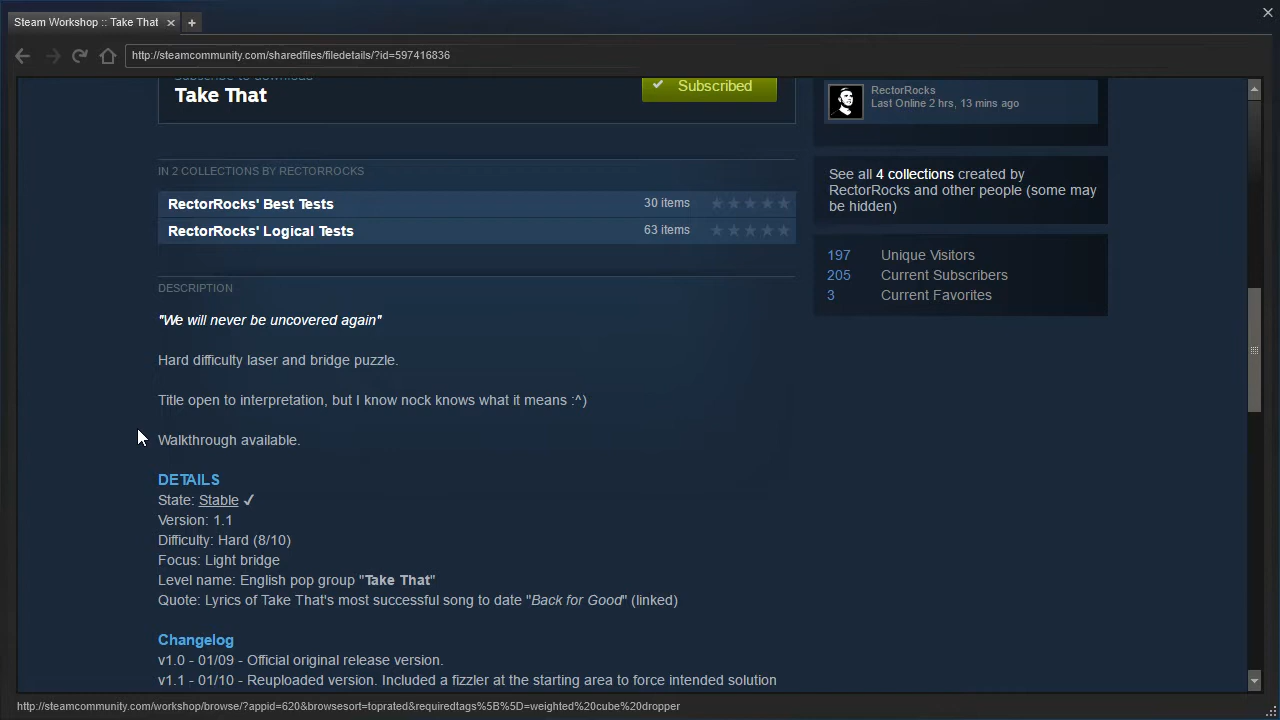 Steam Workshop :: Take That
http://steamcommunity.com/sharedfiles/filedetails/?id=597416836
Subscribe to download
Take That
Subscribed
RectorRocks
Last Online 2 hrs, 13 mins ago
IN 2 COLLECTIONS BY RECTORROCKS
RectorRocks' Best Tests 30 items
RectorRocks' Logical Tests 63 items
See all 4 collections created by
RectorRocks and other people (some may
be hidden)
197 Unique Visitors
205 Current Subscribers
3 Current Favorites
DESCRIPTION
"We will never be uncovered again"
Hard difficulty laser and bridge puzzle.
Title open to interpretation, but I know nock knows what it means :^)
Walkthrough available.
DETAILS
State: Stable ✓
Version: 1.1
Difficulty: Hard (8/10)
Focus: Light bridge
Level name: English pop group "Take That"
Quote: Lyrics of Take That's most successful song to date "Back for Good" (linked)
Changelog
v1.0 - 01/09 - Official original release version.
v1.1 - 01/10 - Reuploaded version. Included a fizzler at the starting area to force intended solution
http://steamcommunity.com/workshop/browse/?appid=620&browsesort=toprated&requiredtags%5B%5D=weighted%20cube%20dropper